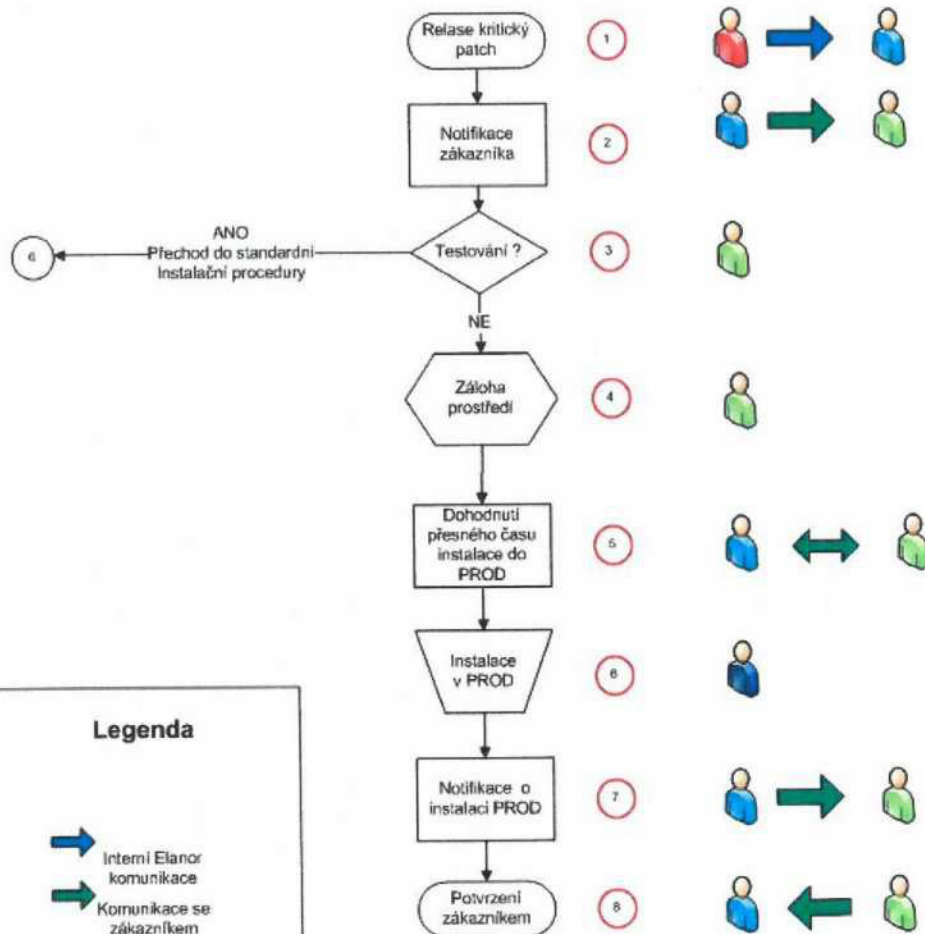 Relase kritický
patch
1
Notifikace
zákazníka
2
ANO
Přechod do standardní
Instalační procedury
6
Testování ?
3
NE
Záloha
prostředí
4
Dohodnutí
přesného času
instalace do
PROD
5
Instalace
v PROD
6
Notifikace o
instalaci PROD
7
Potvrzení
zákazníkem
8
Legenda
Interní Elanor
komunikace
Komunikace se
zákazníkem